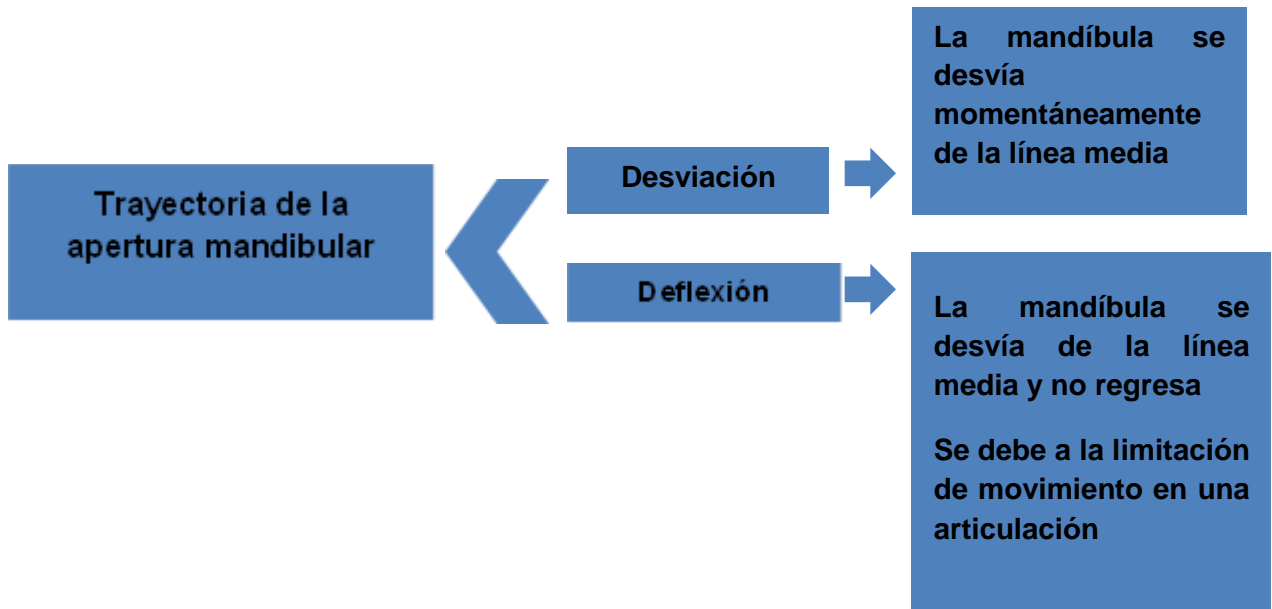 Trayectoria de la
apertura mandibular
Desviación
La mandíbula se
desvía
momentáneamente
de la línea media
Deflexión
La mandíbula se
desvía de la línea
media y no regresa
Se debe a la limitación
de movimiento en una
articulación